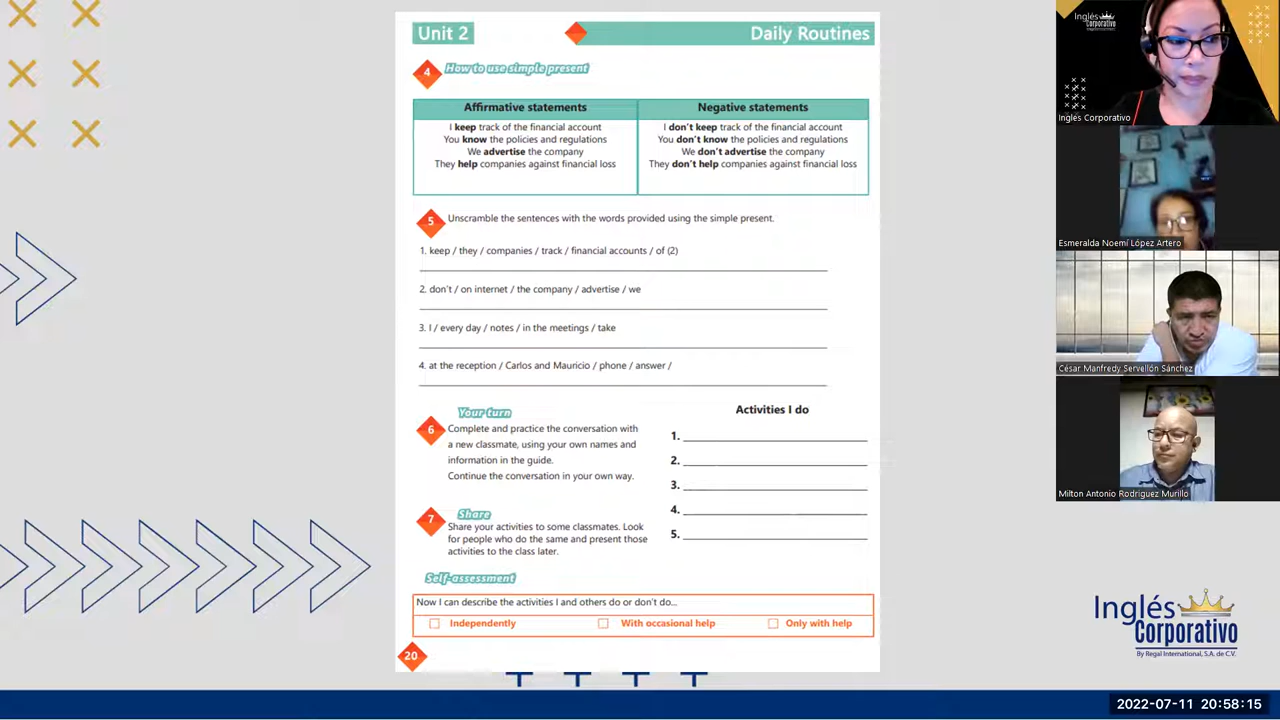 Unit 2
Daily Routines
4
How to use simple present
Affirmative statements
Negative statements
I keep track of the financial account
You know the policies and regulations
We advertise the company
They help companies against financial loss
I don't keep track of the financial account
You don't know the policies and regulations
We don't advertise the company
They don't help companies against financial loss
5
Unscramble the sentences with the words provided using the simple present.
1. keep / they / companies / track / financial accounts / of (2)
2. don't / on internet / the company / advertise / we
3. I / every day / notes / in the meetings / take
4. at the reception / Carlos and Mauricio / phone / answer /
6
Your turn
Complete and practice the conversation with
a new classmate, using your own names and
information in the guide.
Continue the conversation in your own way.
Activities I do
1.
2.
3.
4.
5.
7
Share
Share your activities to some classmates. Look
for people who do the same and present those
activities to the class later.
Self-assessment
Now I can describe the activities I and others do or don't do...
Independently
With occasional help
Only with help
20
Inglés
Corporativo
Inglés Corporativo
Esmeralda Noemí López Artero
César Manfredy Servellón Sánchez
Milton Antonio Rodriguez Murillo
Inglés
Corporativo
By Regal International, S.A. de C.V.
2022-07-11 20:58:15